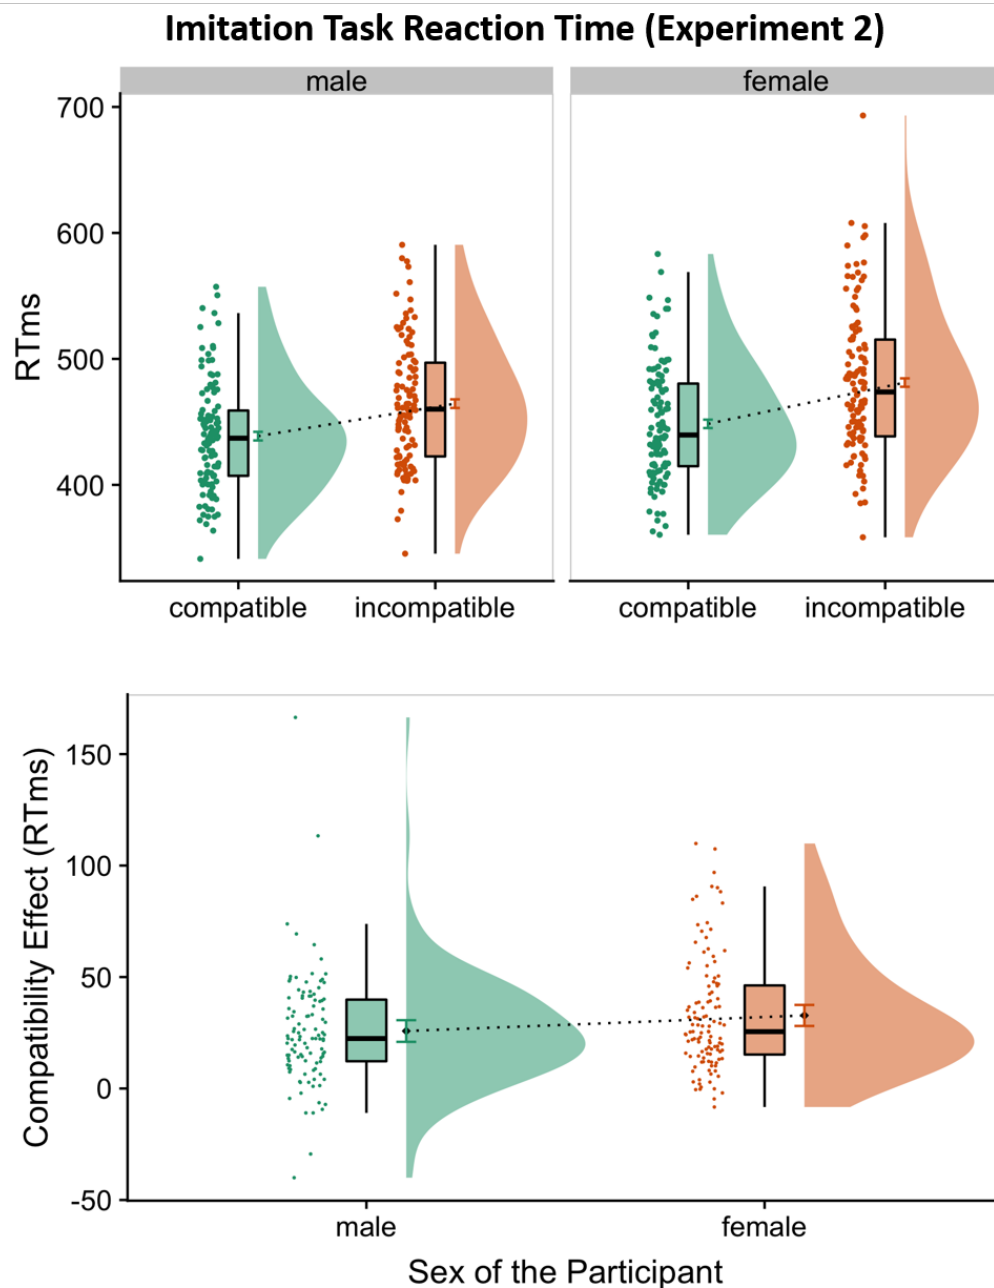 Imitation Task Reaction Time (Experiment 2)
male
female
RTms
700
600
500
400
compatible
incompatible
compatible
incompatible
Compatibility Effect (RTms)
150
100
50
0
-50
male
female
Sex of the Participant